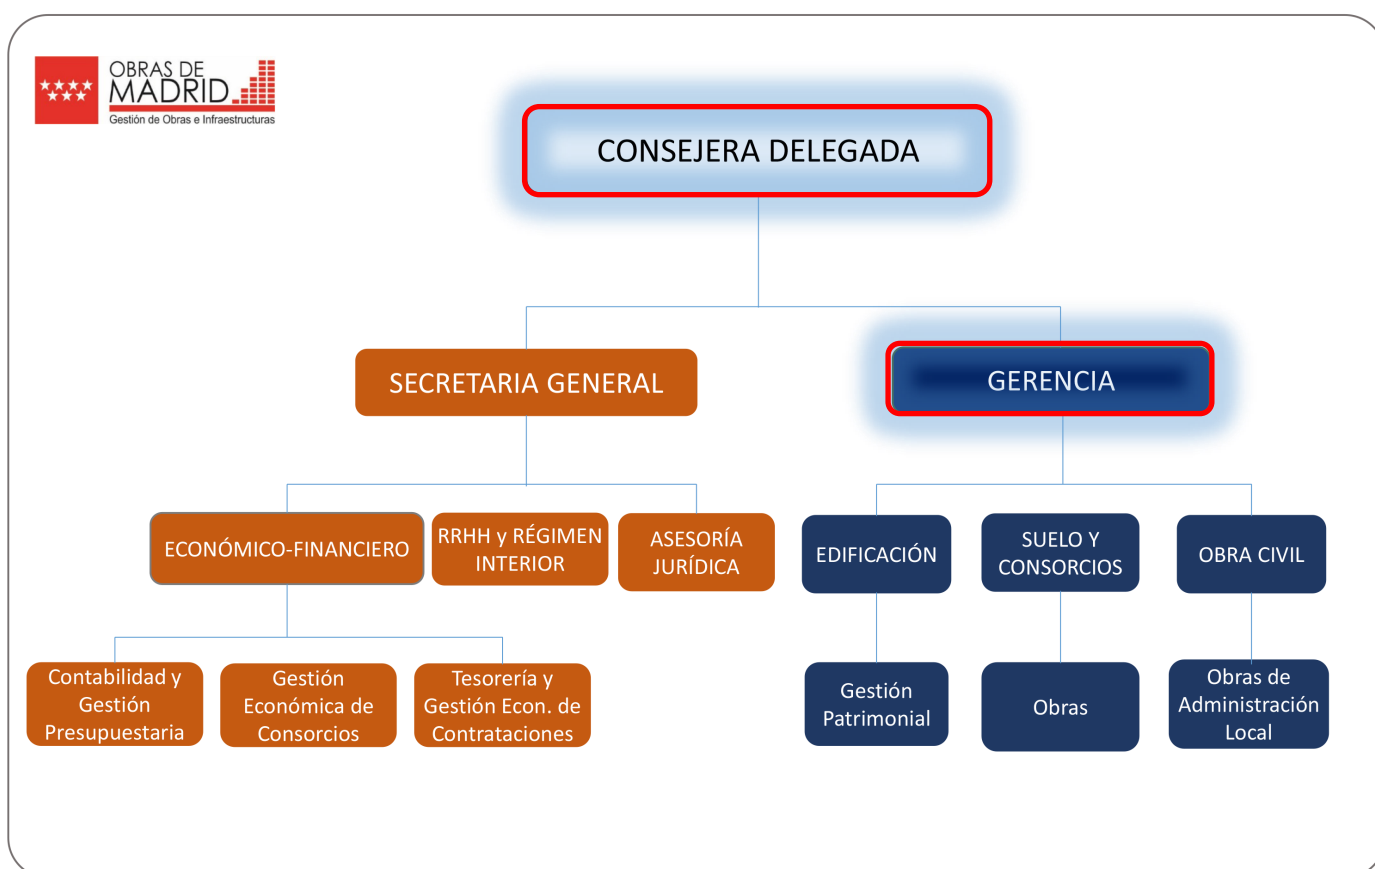 OBRAS DE
MADRID
Gestión de Obras e Infraestructuras
CONSEJERA DELEGADA
SECRETARIA GENERAL
GERENCIA
ECONÓMICO-FINANCIERO
RRHH y RÉGIMEN
INTERIOR
ASESORÍA
JURÍDICA
EDIFICACIÓN
SUELO Y
CONSORCIOS
OBRA CIVIL
Contabilidad y
Gestión
Presupuestaria
Gestión
Económica de
Consorcios
Tesorería y
Gestión Econ. de
Contrataciones
Gestión
Patrimonial
Obras
Obras de
Administración
Local